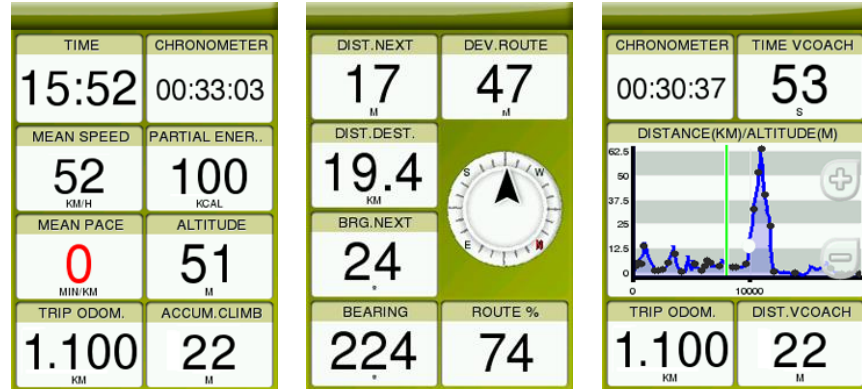 TIME CHRONOMETER
15:52 00:33:03
MEAN SPEED PARTIAL ENER..
52 100
KM/H KCAL
MEAN PACE ALTITUDE
0 51
MIN/KM M
TRIP ODOM. ACCUM.CLIMB
1.100 22
KM M
DIST.NEXT DEV.ROUTE
17 47
M M
DIST.DEST.
19.4
KM
S W
E N
BRG.NEXT
24
°
BEARING ROUTE %
224 74
°
CHRONOMETER TIME VCOACH
00:30:37 53
S
DISTANCE(KM)/ALTITUDE(M)
62.5
50
37.5
25
12.5
0
0 10000
TRIP ODOM. DIST.VCOACH
1.100 22
KM M